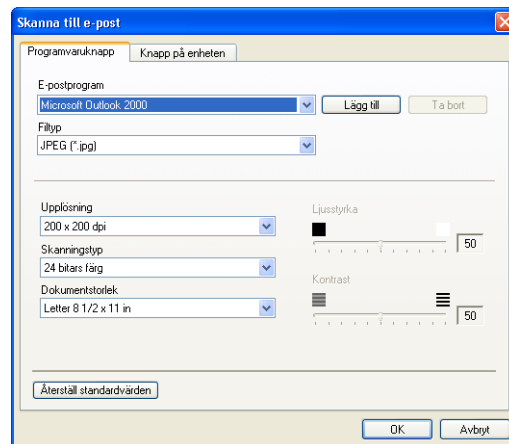 Skanna till e-post
Programvaruknapp Knapp på enheten
E-postprogram
Microsoft Outlook 2000 Lägg till Ta bort
Filtyp
JPEG (*.jpg)
Upplösning Ljusstyrka
200 x 200 dpi 50
Skanningstyp
24 bitars färg Kontrast
Dokumentstorlek
Letter 8 1/2 x 11 in 50
Återställ standardvärden
OK Avbryt